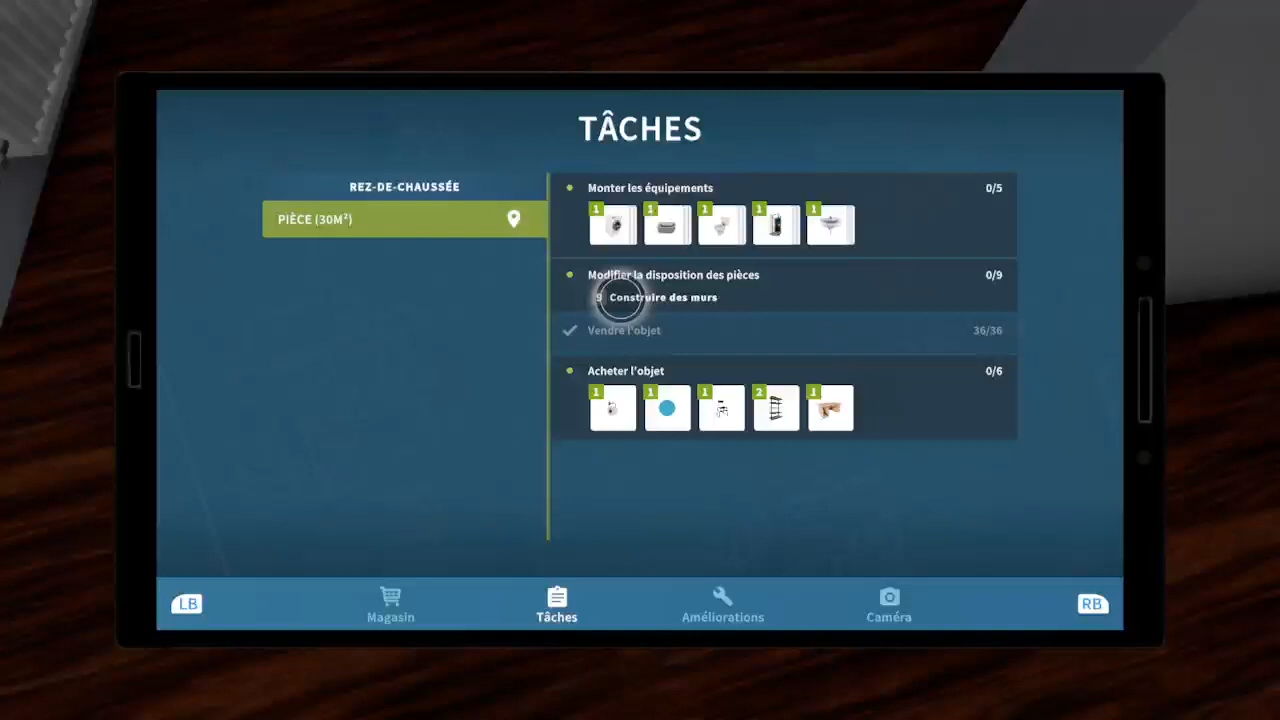 TÂCHES
REZ-DE-CHAUSSÉE
PIÈCE (30M²)
Monter les équipements 0/5
1 1 1 1 1
Modifier la disposition des pièces 0/9
9 Construire des murs
Vendre l'objet 36/36
Acheter l'objet 0/6
1 1 1 2 1
LB Magasin Tâches Améliorations Caméra RB